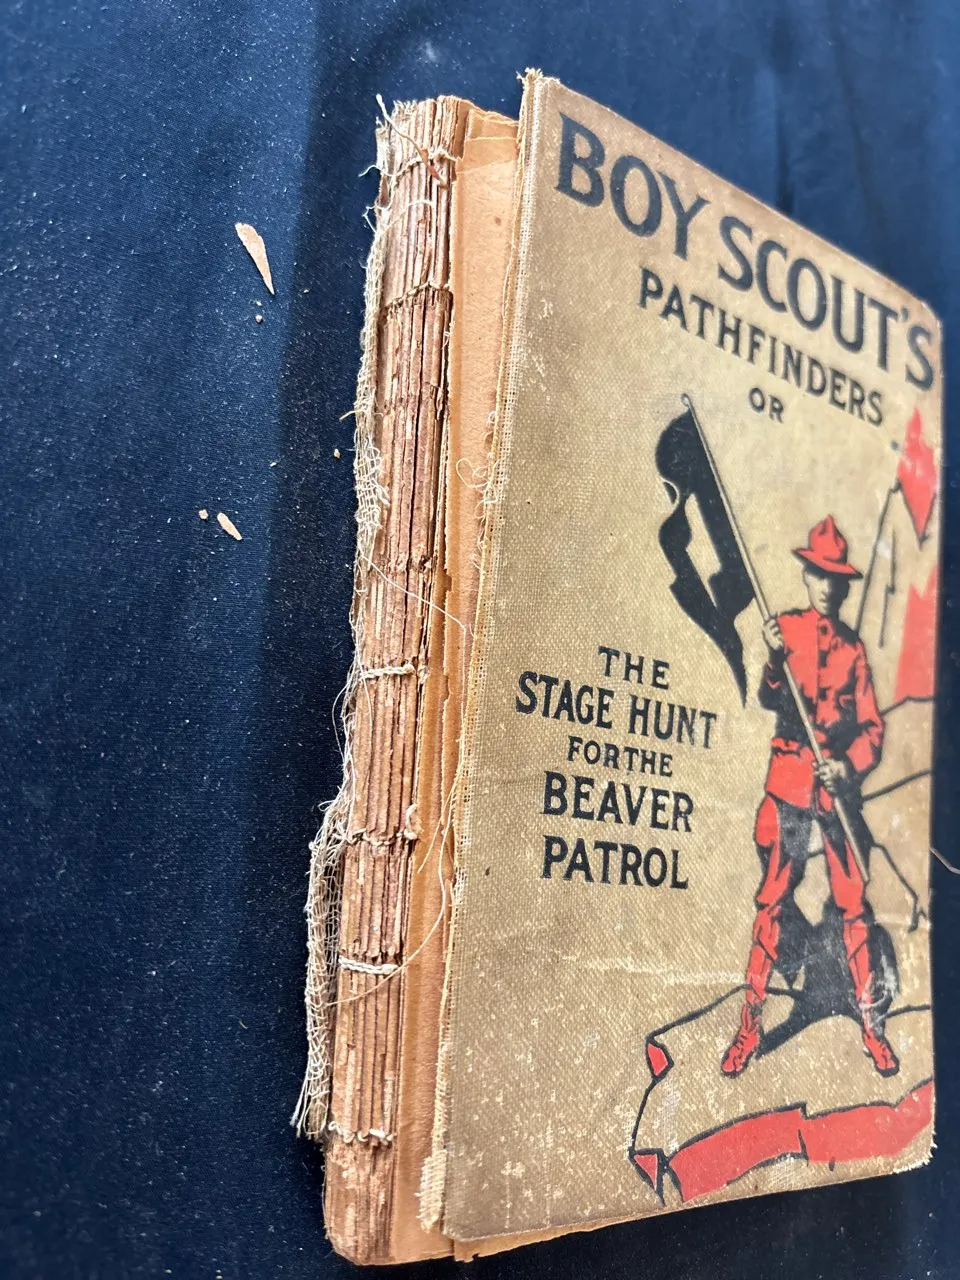 BOY SCOUT'S
PATHFINDERS
OR
THE
STAGE HUNT
FOR THE
BEAVER
PATROL